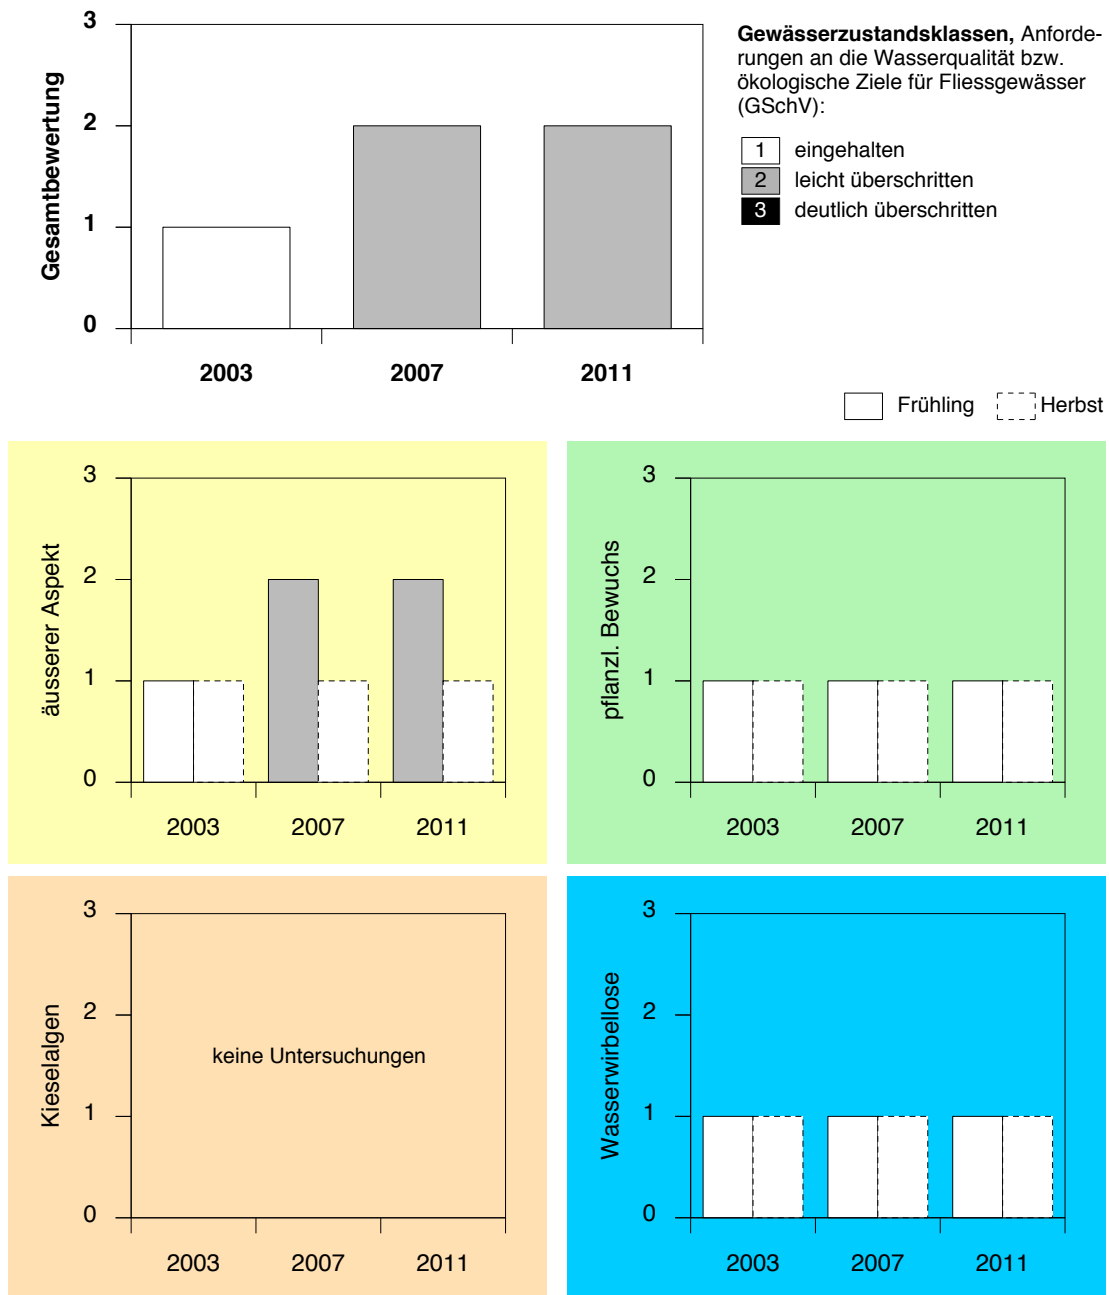 Gesamtbewertung
3
2
1
0
2003 2007 2011
Gewässerzustandsklassen, Anforde-
rungen an die Wasserqualität bzw.
ökologische Ziele für Fliessgewässer
(GSchV):
1 eingehalten
2 leicht überschritten
3 deutlich überschritten
Frühling Herbst
äusserer Aspekt
3
2
1
0
2003 2007 2011
pflanzl. Bewuchs
3
2
1
0
2003 2007 2011
Kieselalgen
3
2
1
0
keine Untersuchungen
2003 2007 2011
Wasserwirbellose
3
2
1
0
2003 2007 2011